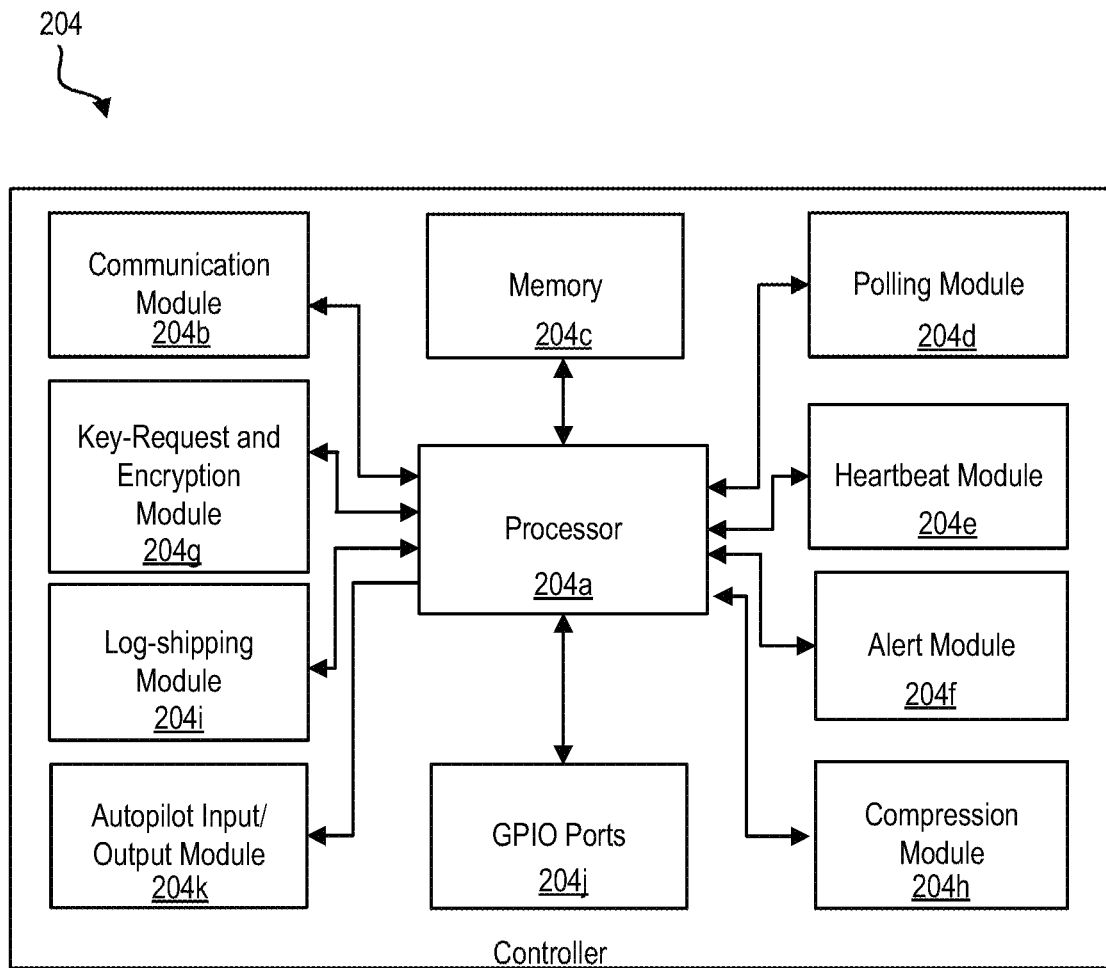 204
Communication
Module
204b
Memory
204c
Polling Module
204d
Key-Request and
Encryption
Module
204g
Processor
204a
Heartbeat Module
204e
Log-shipping
Module
204i
Alert Module
204f
Autopilot Input/
Output Module
204k
GPIO Ports
204j
Compression
Module
204h
Controller